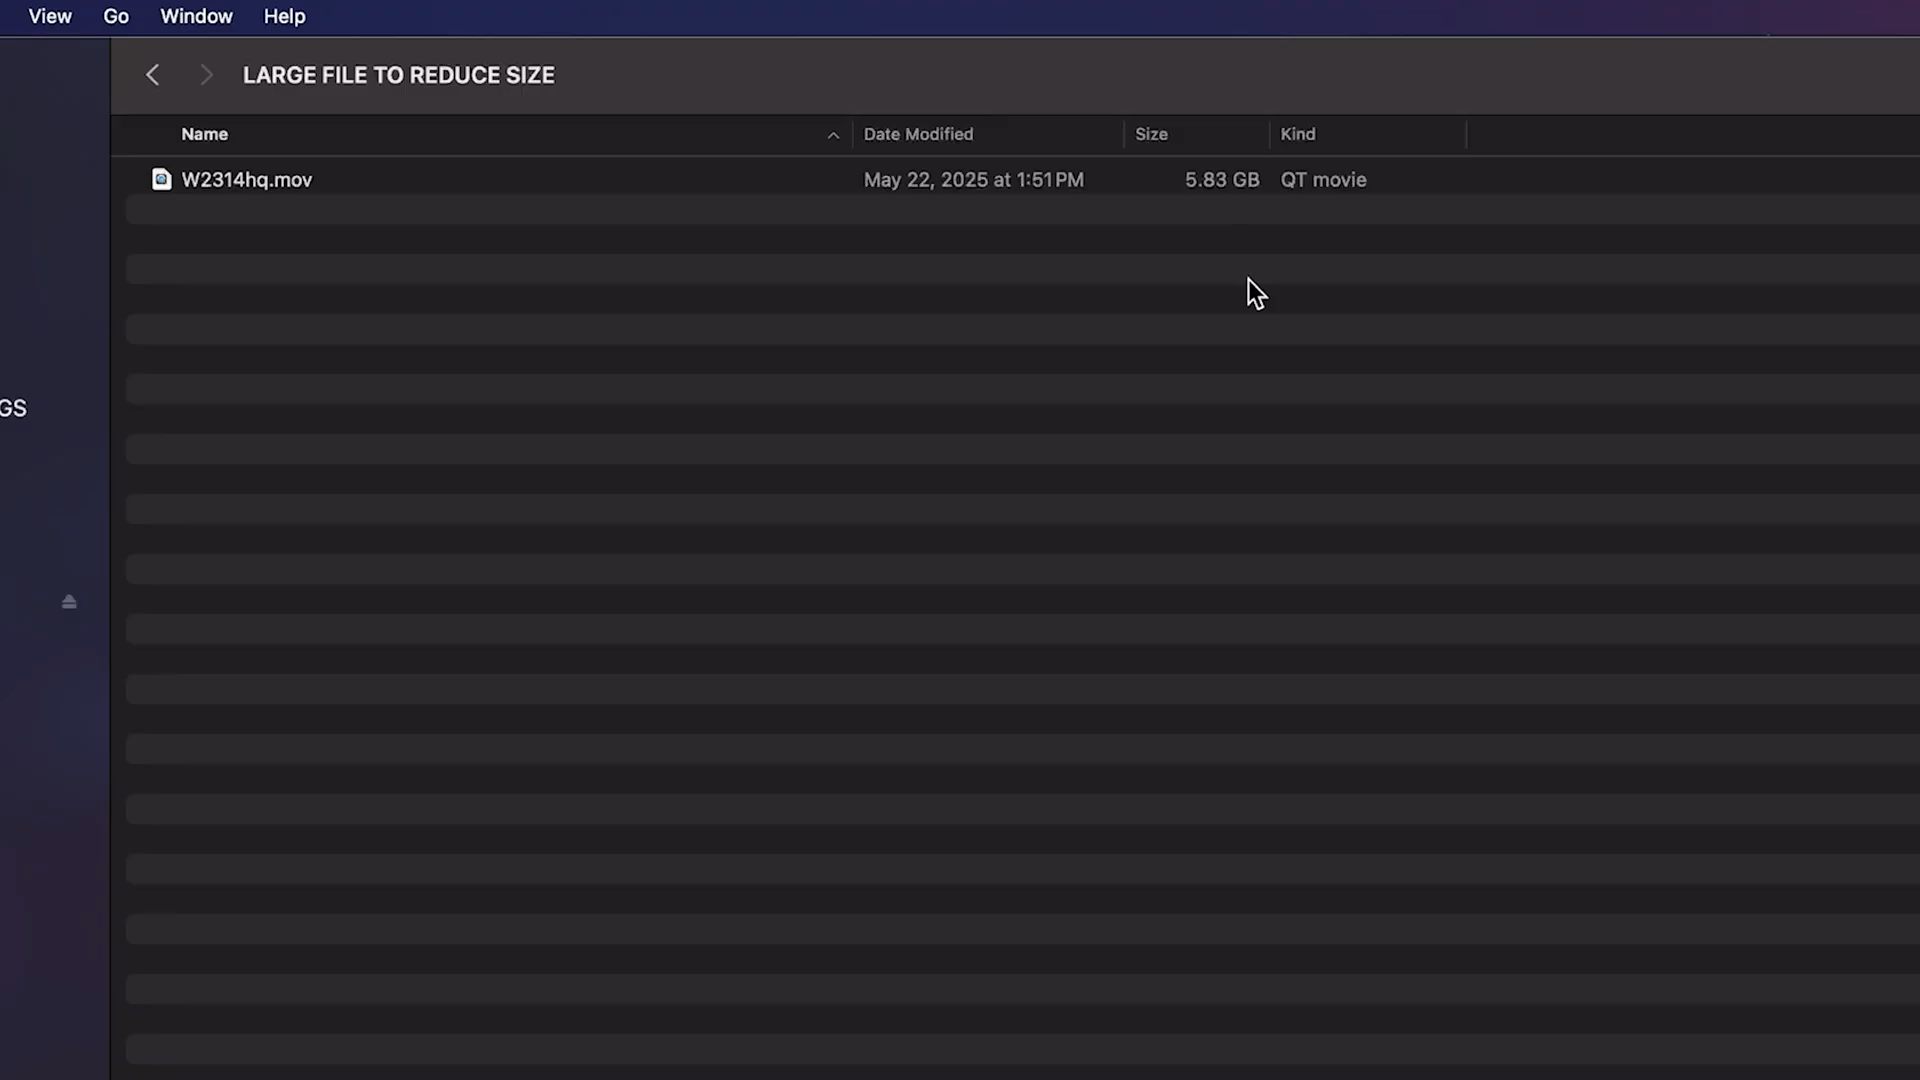 View Go Window Help
LARGE FILE TO REDUCE SIZE
Name Date Modified Size Kind
W2314hq.mov May 22, 2025 at 1:51 PM 5.83 GB QT movie
GS